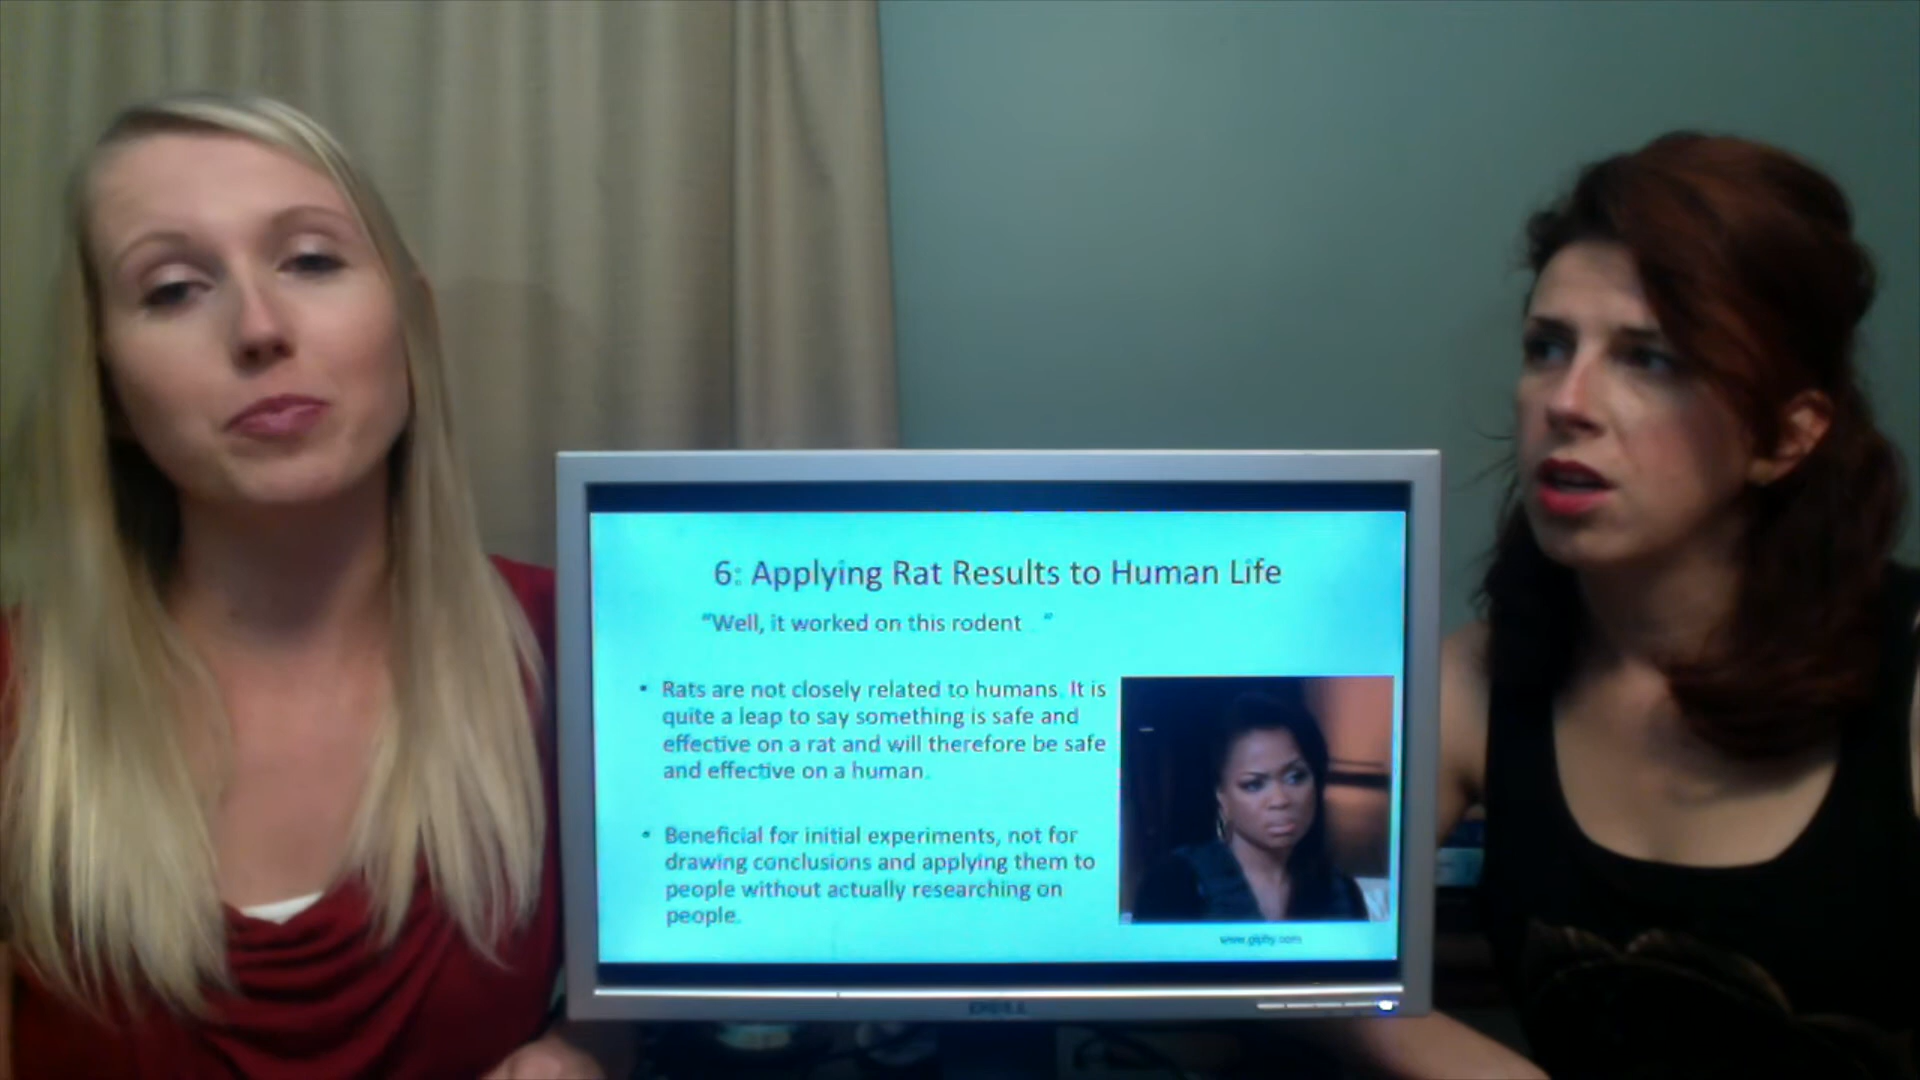 6: Applying Rat Results to Human Life
"Well, it worked on this rodent . "
• Rats are not closely related to humans. It is
quite a leap to say something is safe and
effective on a rat and will therefore be safe
and effective on a human.
• Beneficial for initial experiments, not for
drawing conclusions and applying them to
people without actually researching on
people.
www.giphy.com
DELL